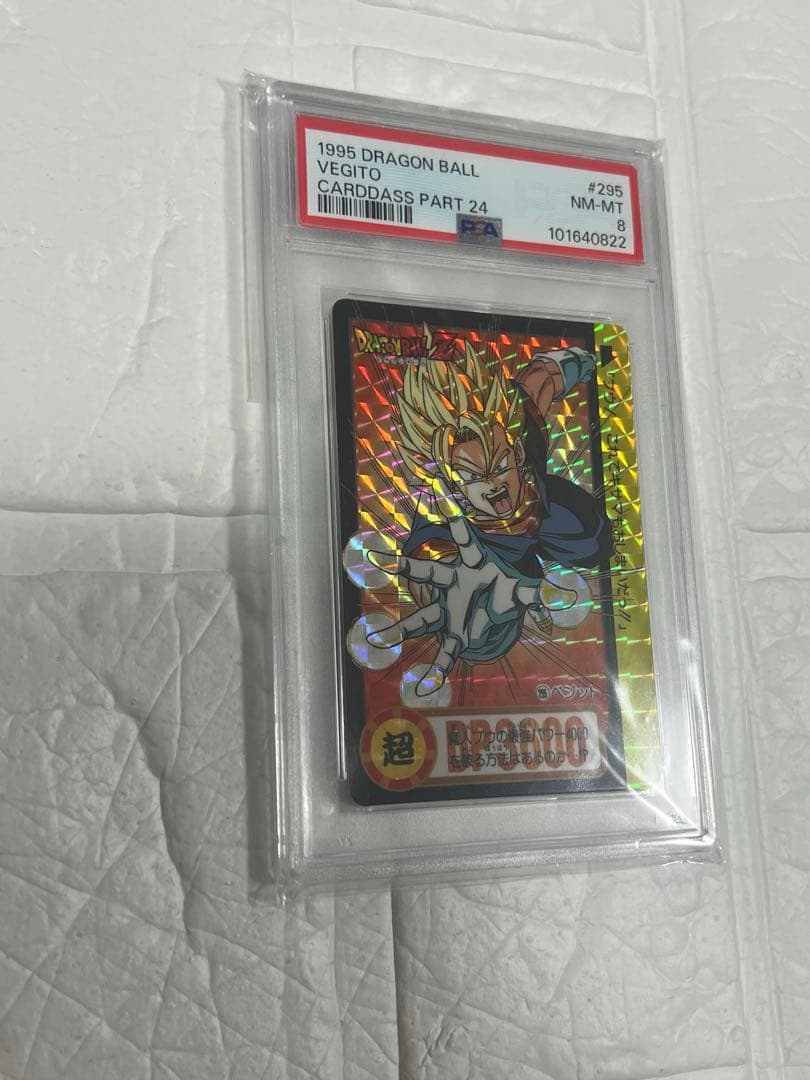 1995 DRAGON BALL
#295
VEGITO
NM-MT
CARDDASS PART 24
8
PSA
101640822
DRAGON BALL Z
295 ベジット
超
DP3000
魔人ブウの最強パワー4000
を破る方法はあるのか!?